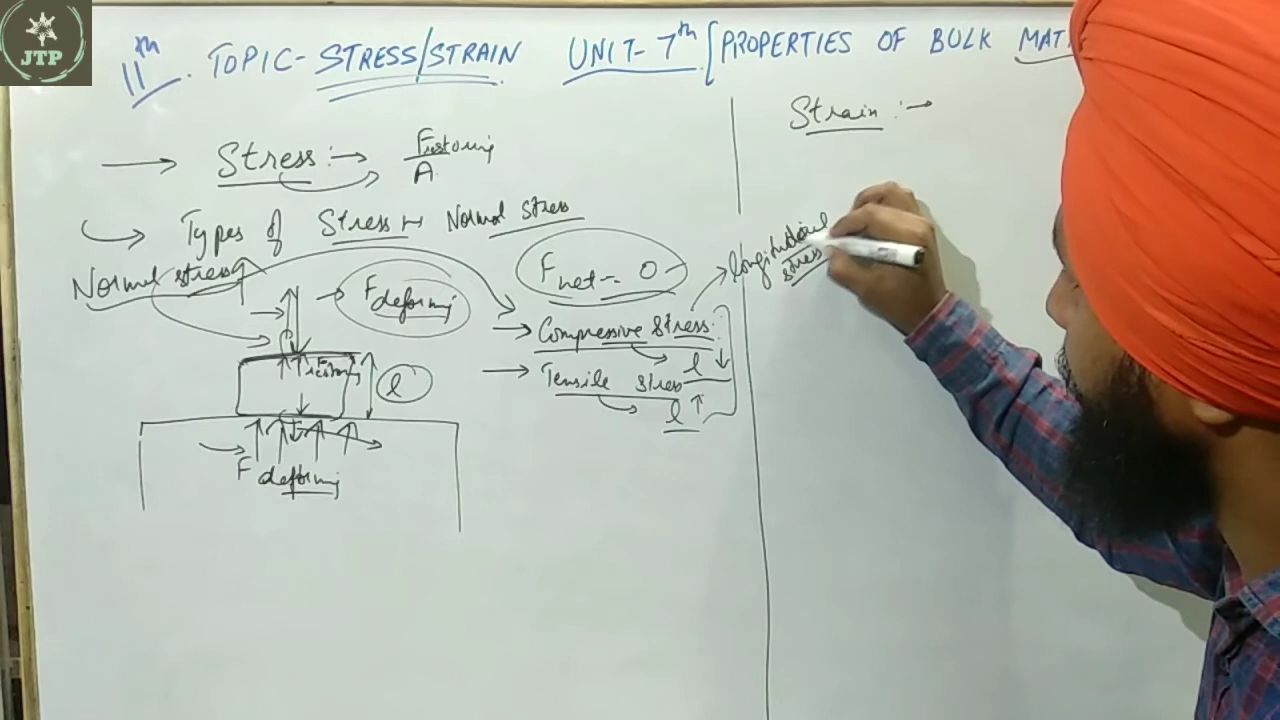 JTP
11th. TOPIC- STRESS/STRAIN UNIT- 7th [PROPERTIES OF BULK MAT
→ Stress :→ Frestoring
A
Types of Stress → Normal stress
Normal stress
F deforming
Fnet = 0
→ Compressive stress :
l ↓
→ Tensile stress
l ↑
longitudinal
stress
Frestoring
l
F deforming
Strain :→